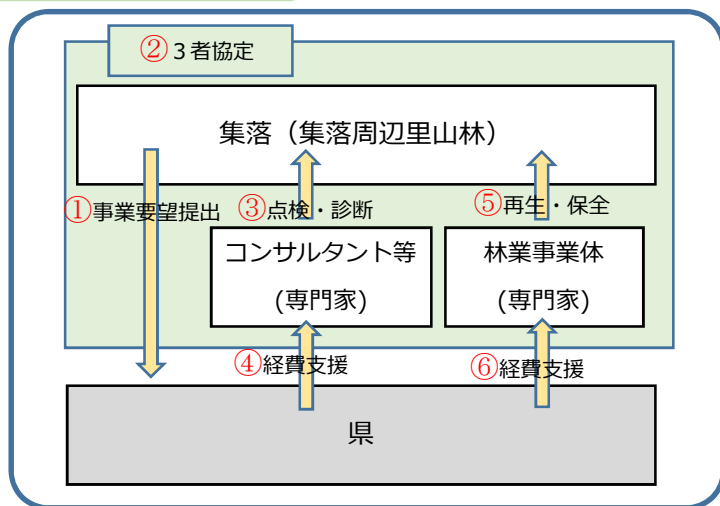 ②３者協定
集落（集落周辺里山林）
①事業要望提出
③点検・診断
⑤再生・保全
コンサルタント等
(専門家)
林業事業体
(専門家)
④経費支援
⑥経費支援
県